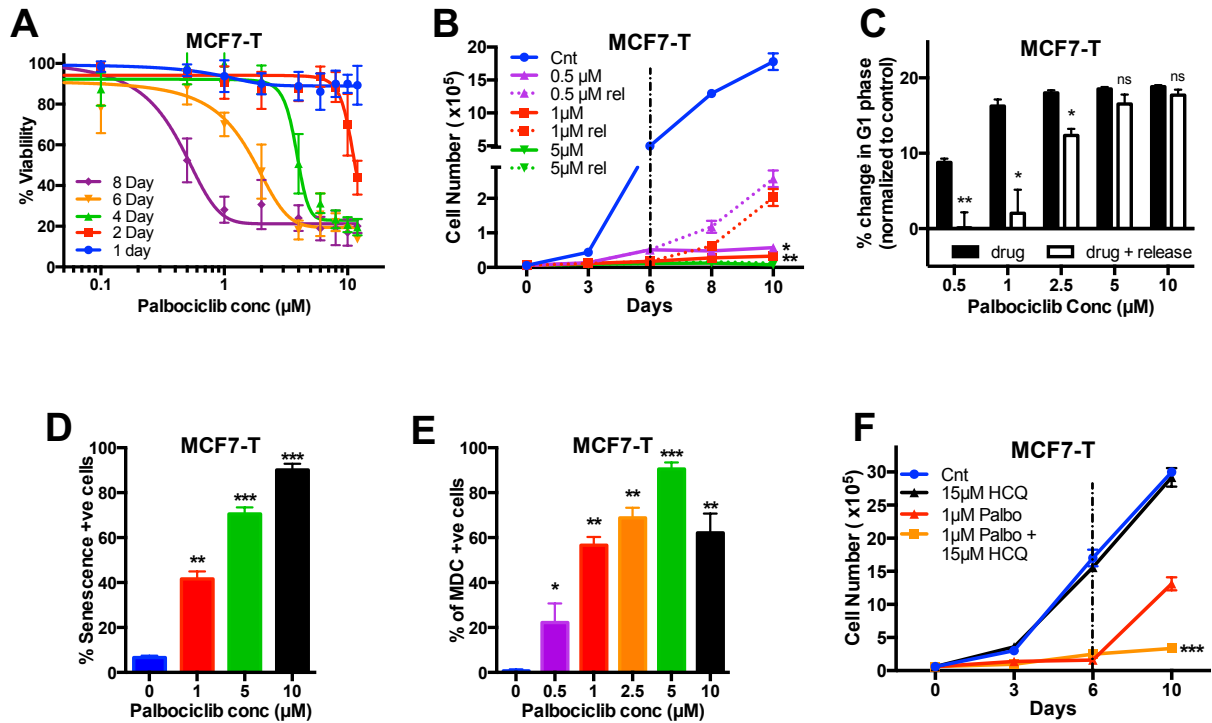 A
MCF7-T
% Viablility
100
80
60
40
20
0
8 Day
6 Day
4 Day
2 Day
1 day
0.1
1
10
Palbociclib conc (µM)
B
MCF7-T
Cell Number ( x10⁵)
20
15
10
5
2
1
0
Cnt
0.5 µM
0.5 µM rel
1µM
1µM rel
5µM
5µM rel
*
**
0
3
6
8
10
Days
C
MCF7-T
% change in G1 phase
(normalized to control)
20
10
0
**
*
*
ns
ns
drug
drug + release
0.5
1
2.5
5
10
Palbociclib Conc (µM)
D
MCF7-T
% Senescence +ve cells
100
80
60
40
20
0
**
***
***
0
1
5
10
Palbociclib conc (µM)
E
MCF7-T
% of MDC +ve cells
100
80
60
40
20
0
*
**
**
***
**
0
0.5
1
2.5
5
10
Palbociclib conc (µM)
F
MCF7-T
Cell Number ( x10⁵)
30
25
20
15
10
5
0
Cnt
15µM HCQ
1µM Palbo
1µM Palbo +
15µM HCQ
***
0
3
6
10
Days